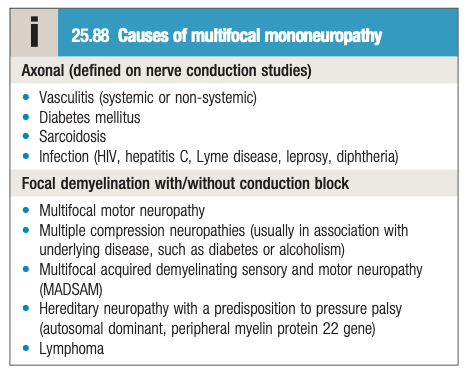 i
25.88 Causes of multifocal mononeuropathy
Axonal (defined on nerve conduction studies)
• Vasculitis (systemic or non-systemic)
• Diabetes mellitus
• Sarcoidosis
• Infection (HIV, hepatitis C, Lyme disease, leprosy, diphtheria)
Focal demyelination with/without conduction block
• Multifocal motor neuropathy
• Multiple compression neuropathies (usually in association with
underlying disease, such as diabetes or alcoholism)
• Multifocal acquired demyelinating sensory and motor neuropathy
(MADSAM)
• Hereditary neuropathy with a predisposition to pressure palsy
(autosomal dominant, peripheral myelin protein 22 gene)
• Lymphoma